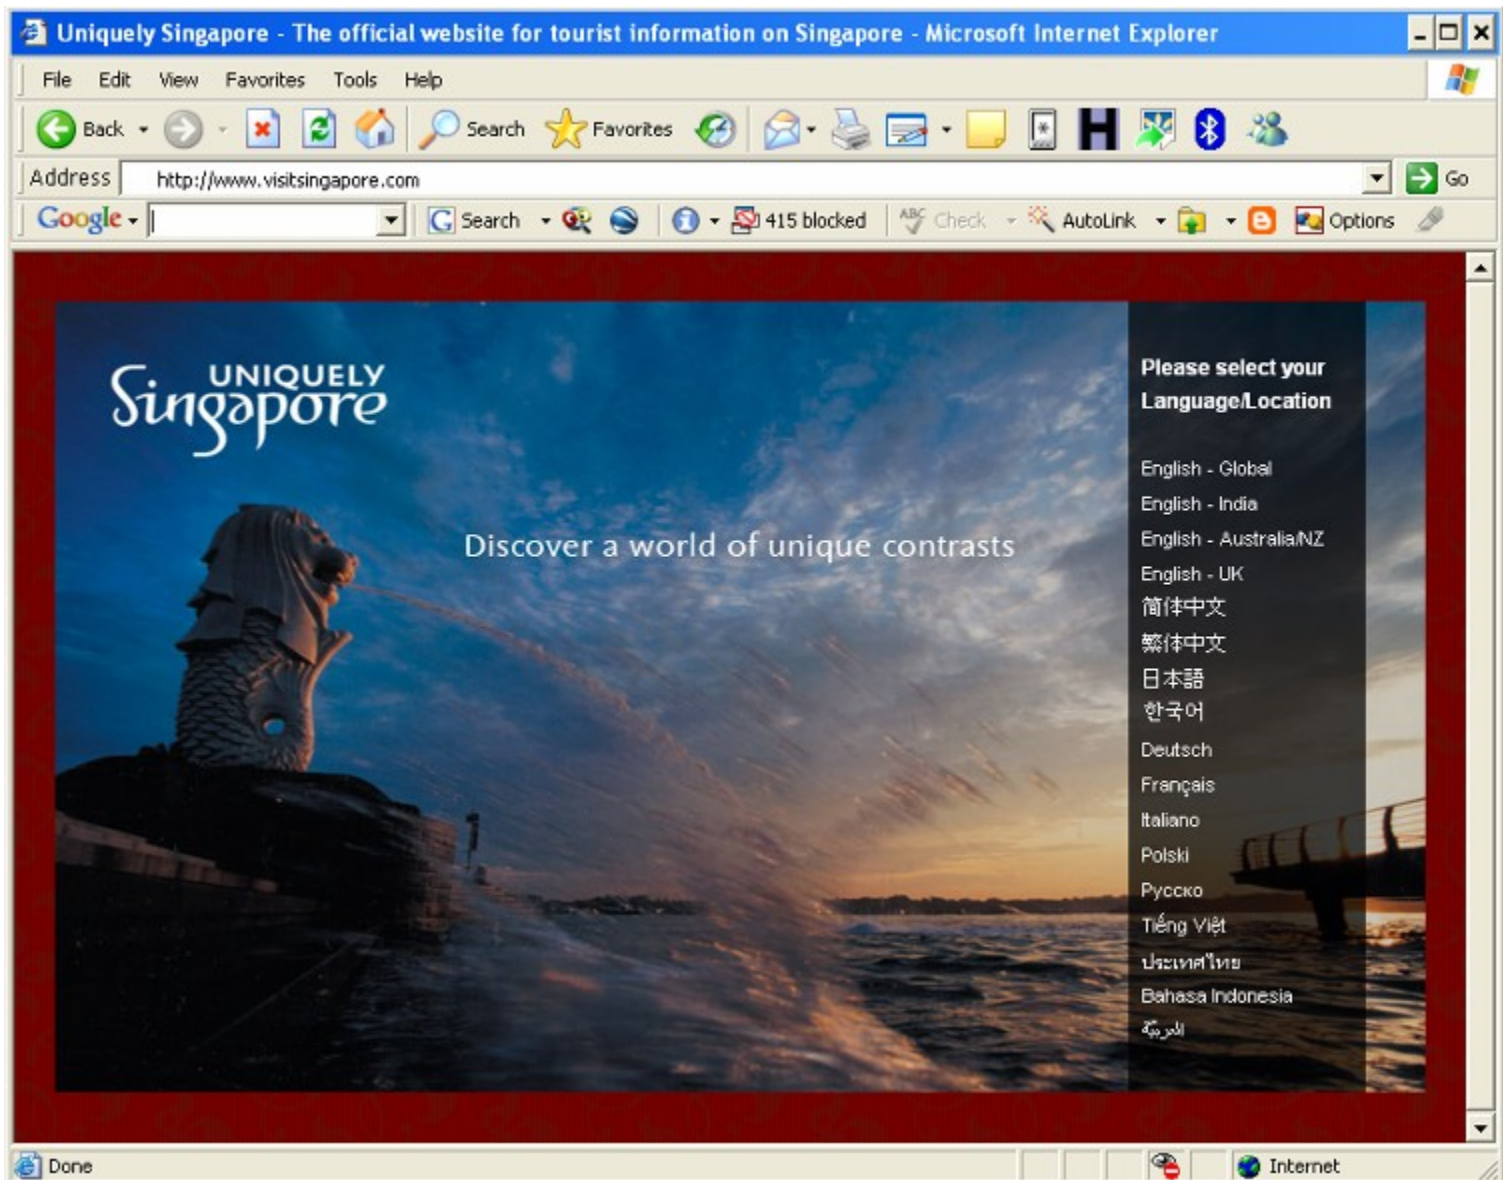 Uniquely Singapore - The official website for tourist information on Singapore - Microsoft Internet Explorer
File Edit View Favorites Tools Help
Back Search Favorites
Address http://www.visitsingapore.com Go
Google Search 415 blocked ABC Check AutoLink Options
UNIQUELY
Singapore
Discover a world of unique contrasts
Please select your
Language/Location
English - Global
English - India
English - Australia/NZ
English - UK
简体中文
繁体中文
日本語
한국어
Deutsch
Français
Italiano
Polski
Русско
Tiếng Việt
ประเทศไทย
Bahasa Indonesia
العربيّة
Done Internet